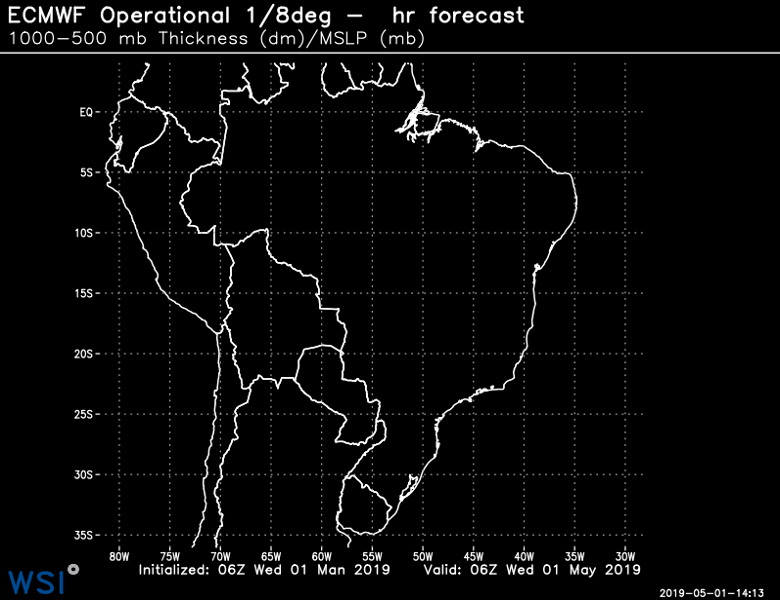 ECMWF Operational 1/8deg – hr forecast
1000–500 mb Thickness (dm)/MSLP (mb)
EQ
5S
10S
15S
20S
25S
30S
35S
80W 75W 70W 65W 60W 55W 50W 45W 40W 35W 30W
Initialized: 06Z Wed 01 Man 2019 Valid: 06Z Wed 01 May 2019
WSI
2019-05-01-14:13